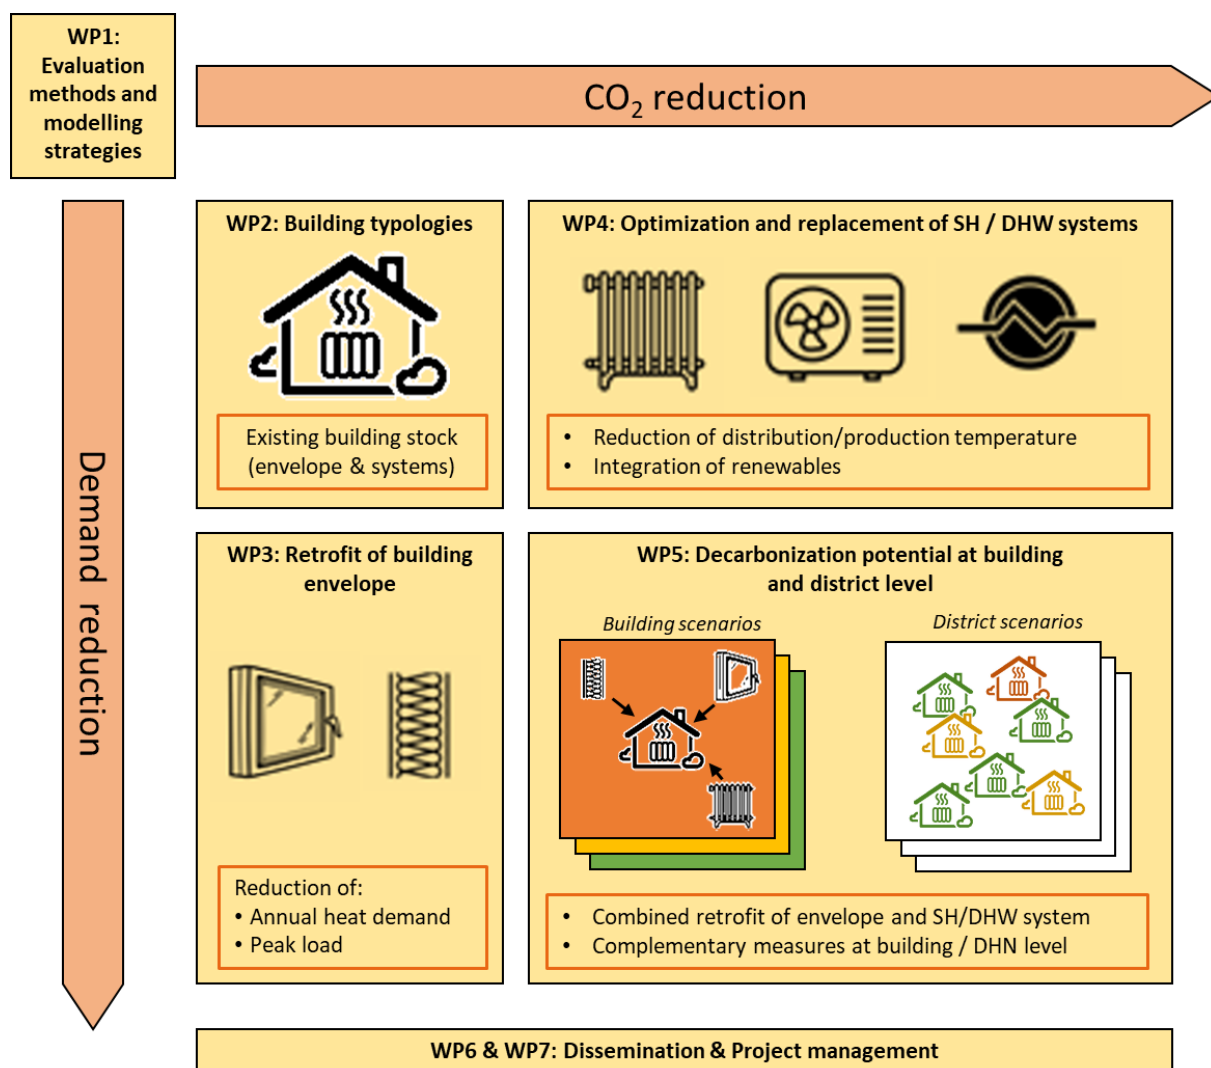 WP1:
Evaluation
methods and
modelling
strategies
CO₂ reduction
Demand reduction
WP2: Building typologies
Existing building stock
(envelope & systems)
WP4: Optimization and replacement of SH / DHW systems
• Reduction of distribution/production temperature
• Integration of renewables
WP3: Retrofit of building
envelope
Reduction of:
• Annual heat demand
• Peak load
WP5: Decarbonization potential at building
and district level
Building scenarios
District scenarios
• Combined retrofit of envelope and SH/DHW system
• Complementary measures at building / DHN level
WP6 & WP7: Dissemination & Project management